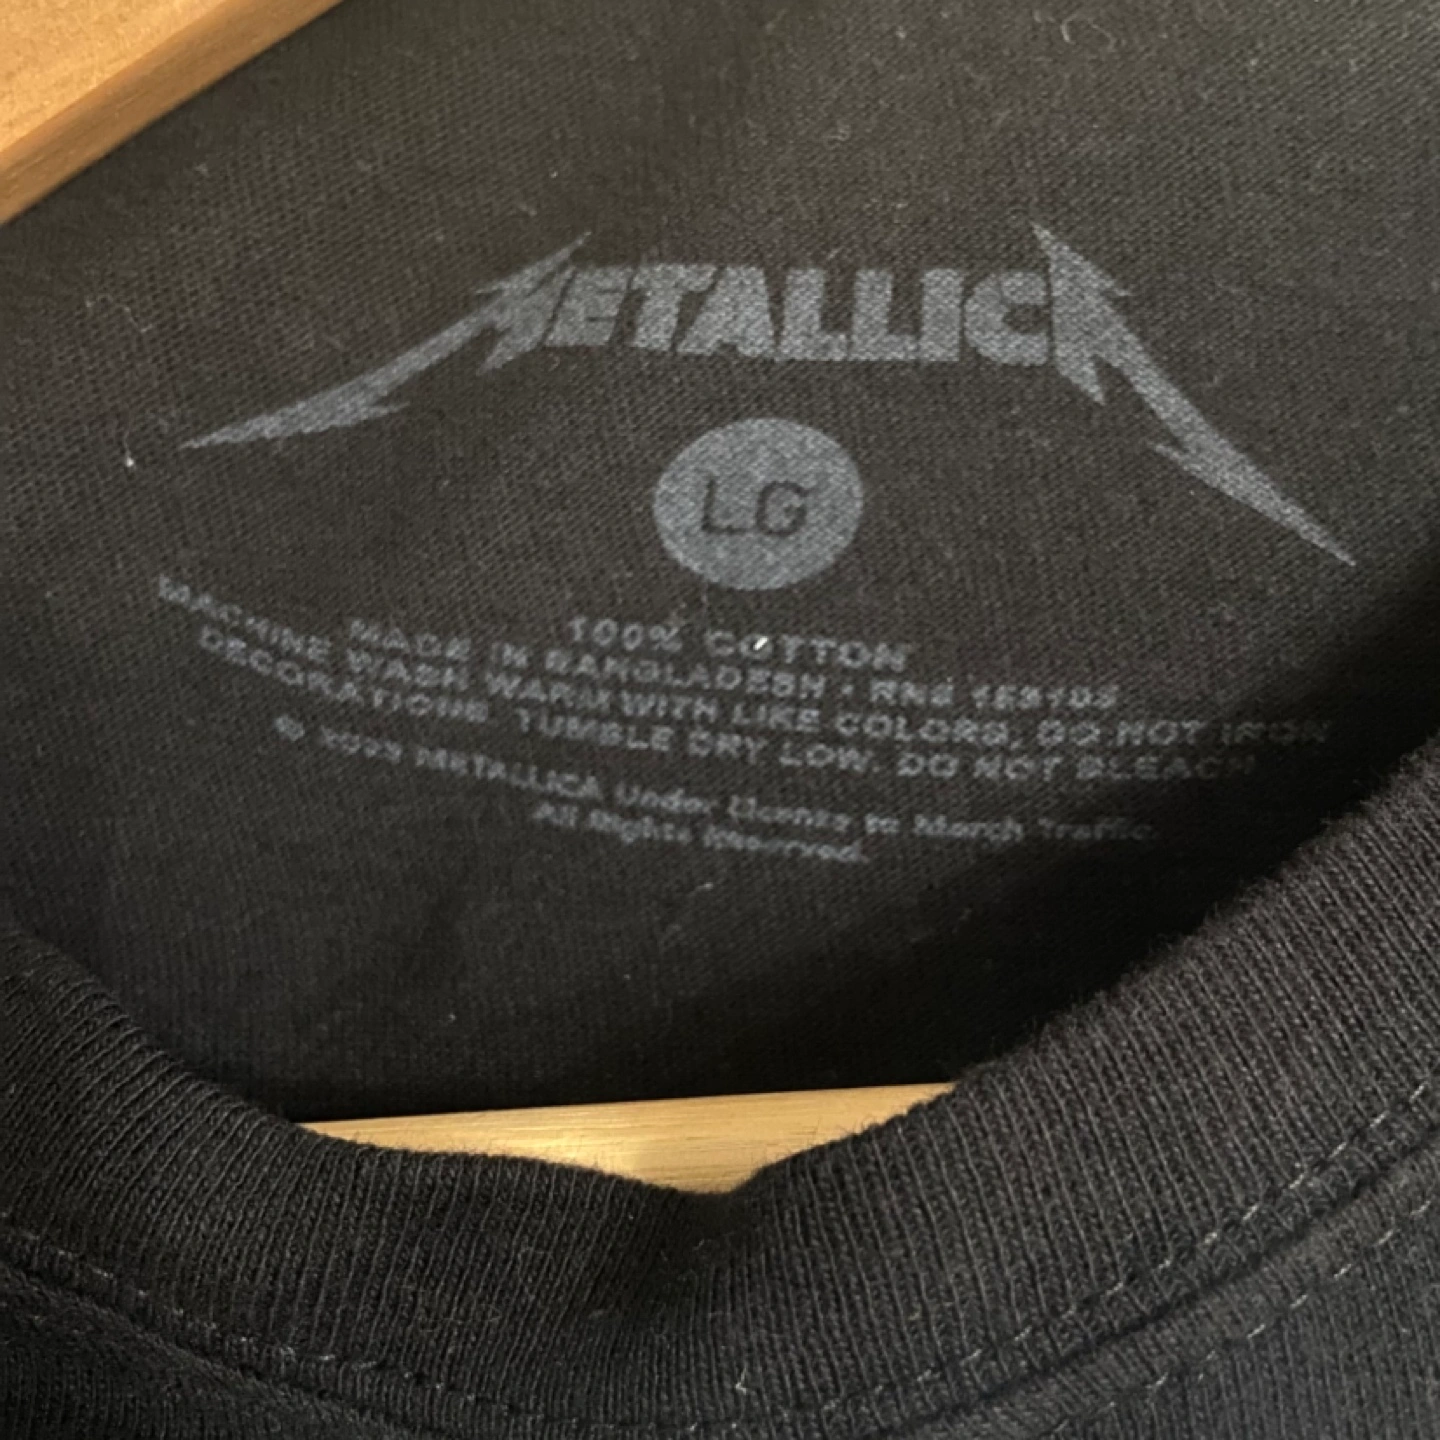 METALLICA
LG
100% COTTON
MADE IN BANGLADESH • RN#
MACHINE WASH WARM WITH LIKE COLORS, DO NOT IRON
DECORATIONS. TUMBLE DRY LOW. DO NOT BLEACH
© METALLICA Under License to Merch Traffic.
All Rights Reserved.